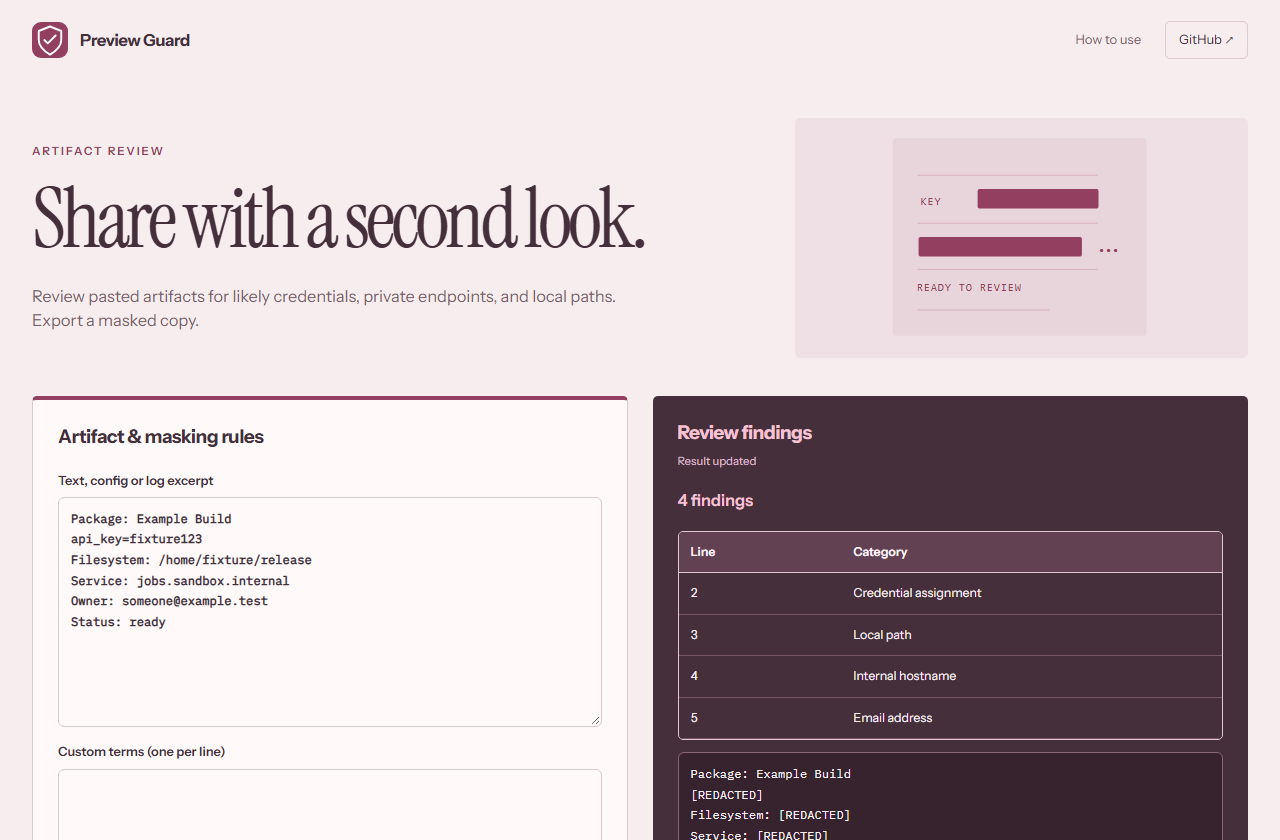 Preview Guard
How to use
GitHub ↗
ARTIFACT REVIEW
Share with a second look.
Review pasted artifacts for likely credentials, private endpoints, and local paths.
Export a masked copy.
KEY
READY TO REVIEW
Artifact & masking rules
Text, config or log excerpt
Package: Example Build
api_key=fixture123
Filesystem: /home/fixture/release
Service: jobs.sandbox.internal
Owner: someone@example.test
Status: ready
Custom terms (one per line)
Review findings
Result updated
4 findings
Line Category
2 Credential assignment
3 Local path
4 Internal hostname
5 Email address
Package: Example Build
[REDACTED]
Filesystem: [REDACTED]
Service: [REDACTED]